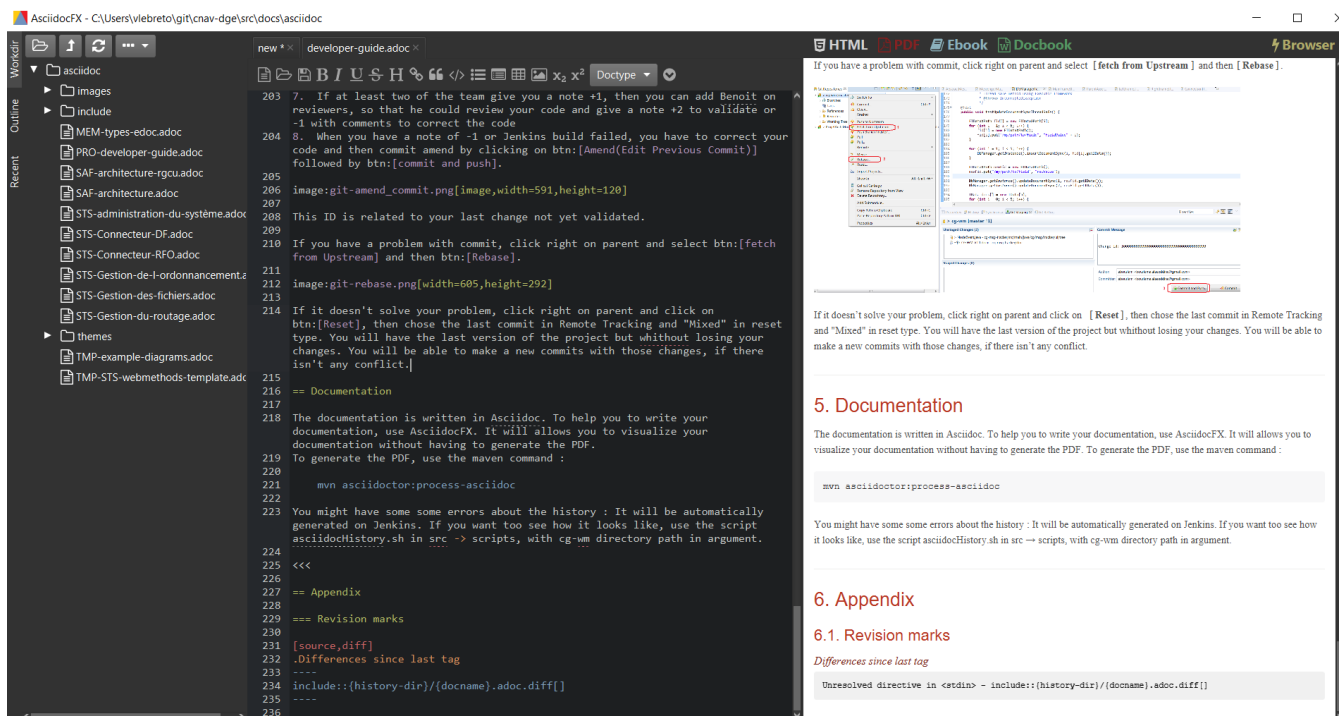 AsciidocFX - C:\Users\vlebreto\git\cnav-dge\src\docs\asciidoc
Workdir
Outline
Recent
asciidoc
images
include
MEM-types-edoc.adoc
PRO-developer-guide.adoc
SAF-architecture-rgcu.adoc
SAF-architecture.adoc
STS-administration-du-système.adoc
STS-Connecteur-DF.adoc
STS-Connecteur-RFO.adoc
STS-Gestion-de-l-ordonnancement.a
STS-Gestion-des-fichiers.adoc
STS-Gestion-du-routage.adoc
themes
TMP-example-diagrams.adoc
TMP-STS-webmethods-template.adc
new * × developer-guide.adoc ×
B I U S H x₂ x² Doctype
203 7. If at least two of the team give you a note +1, then you can add Benoit on
reviewers, so that he could review your code and give a note +2 to validate or
-1 with comments to correct the code
204 8. When you have a note of -1 or Jenkins build failed, you have to correct your
code and then commit amend by clicking on btn:[Amend(Edit Previous Commit)]
followed by btn:[commit and push].
205
206 image:git-amend_commit.png[image,width=591,height=120]
207
208 This ID is related to your last change not yet validated.
209
210 If you have a problem with commit, click right on parent and select btn:[fetch
from Upstream] and then btn:[Rebase].
211
212 image:git-rebase.png[width=605,height=292]
213
214 If it doesn't solve your problem, click right on parent and click on
btn:[Reset], then chose the last commit in Remote Tracking and "Mixed" in reset
type. You will have the last version of the project but whithout losing your
changes. You will be able to make a new commits with those changes, if there
isn't any conflict.
215
216 == Documentation
217
218 The documentation is written in Asciidoc. To help you to write your
documentation, use AsciidocFX. It will allows you to visualize your
documentation without having to generate the PDF.
219 To generate the PDF, use the maven command :
220
221 mvn asciidoctor:process-asciidoc
222
223 You might have some some errors about the history : It will be automatically
generated on Jenkins. If you want too see how it looks like, use the script
asciidocHistory.sh in src -> scripts, with cg-wm directory path in argument.
224
225 <<<
226
227 == Appendix
228
229 === Revision marks
230
231 [source,diff]
232 .Differences since last tag
233 ----
234 include::{history-dir}/{docname}.adoc.diff[]
235 ----
236
HTML PDF Ebook Docbook Browser
If you have a problem with commit, click right on parent and select [fetch from Upstream] and then [Rebase].
If it doesn't solve your problem, click right on parent and click on [Reset], then chose the last commit in Remote Tracking
and "Mixed" in reset type. You will have the last version of the project but whithout losing your changes. You will be able to
make a new commits with those changes, if there isn't any conflict.
5. Documentation
The documentation is written in Asciidoc. To help you to write your documentation, use AsciidocFX. It will allows you to
visualize your documentation without having to generate the PDF. To generate the PDF, use the maven command :
mvn asciidoctor:process-asciidoc
You might have some some errors about the history : It will be automatically generated on Jenkins. If you want too see how
it looks like, use the script asciidocHistory.sh in src → scripts, with cg-wm directory path in argument.
6. Appendix
6.1. Revision marks
Differences since last tag
Unresolved directive in <stdin> - include::{history-dir}/{docname}.adoc.diff[]